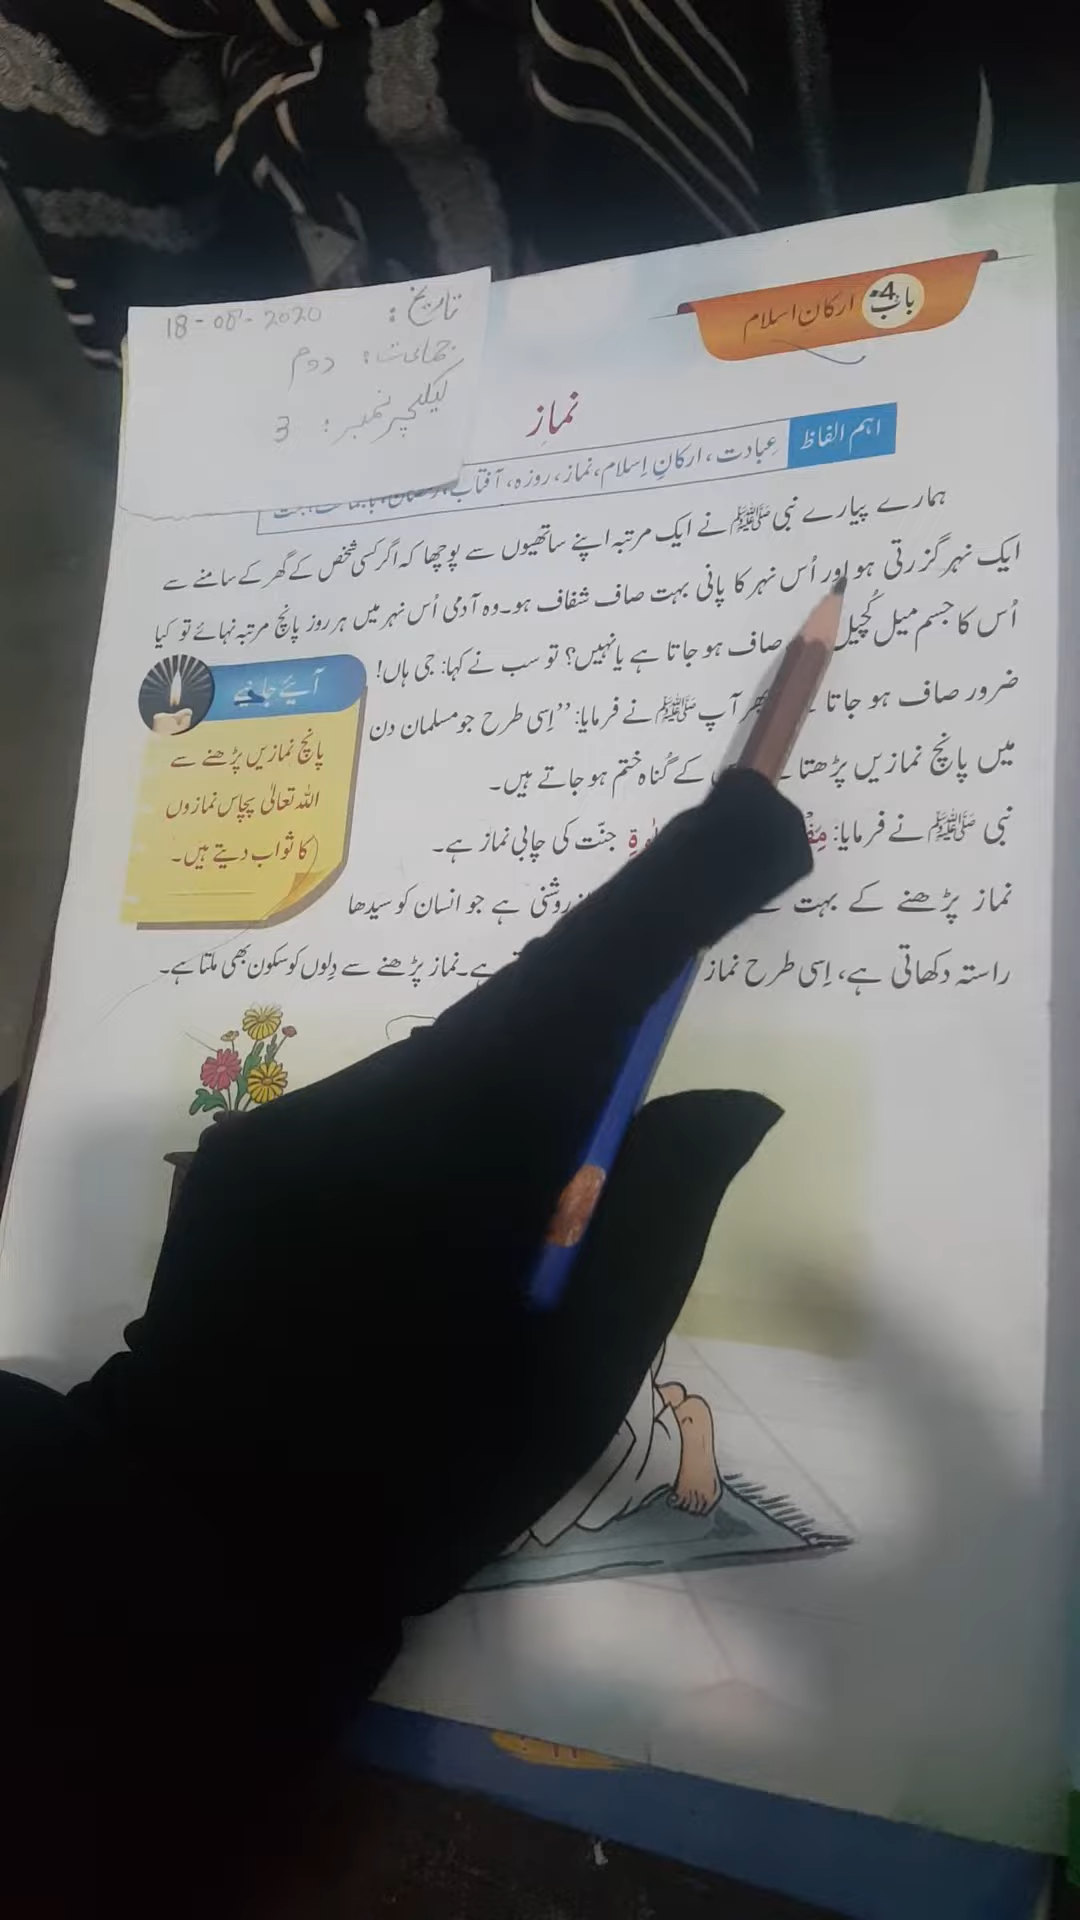 تاریخ: 18-08-2020
جماعت: دوم
لیکچر نمبر: 3
باب 4. ارکان اسلام
نماز
اہم الفاظ
عِبادت، ارکانِ اِسلام، نماز، روزہ، آفتاب،
ہمارے پیارے نبی ﷺ نے ایک مرتبہ اپنے ساتھیوں سے پوچھا کہ اگر کسی شخص کے گھر کے سامنے سے
ایک نہر گزرتی ہو اور اُس نہر کا پانی بہت صاف شفاف ہو۔ وہ آدمی اُس نہر میں ہر روز پانچ مرتبہ نہائے تو کیا
اُس کا جسم میل کُچیل صاف ہو جاتا ہے یا نہیں؟ تو سب نے کہا: جی ہاں!
ضرور صاف ہو جاتا آپ ﷺ نے فرمایا: ”اِسی طرح جو مسلمان دن
میں پانچ نمازیں پڑھتا کے گُناہ ختم ہو جاتے ہیں۔
نبی ﷺ نے فرمایا: جنّت کی چابی نماز ہے۔
نماز پڑھنے کے بہت روشنی ہے جو انسان کو سیدھا
راستہ دکھاتی ہے، اِسی طرح نماز ہے۔ نماز پڑھنے سے دِلوں کو سکون بھی ملتا ہے۔
آئیے جانیے
پانچ نمازیں پڑھنے سے
اللہ تعالیٰ پچاس نمازوں
کا ثواب دیتے ہیں۔